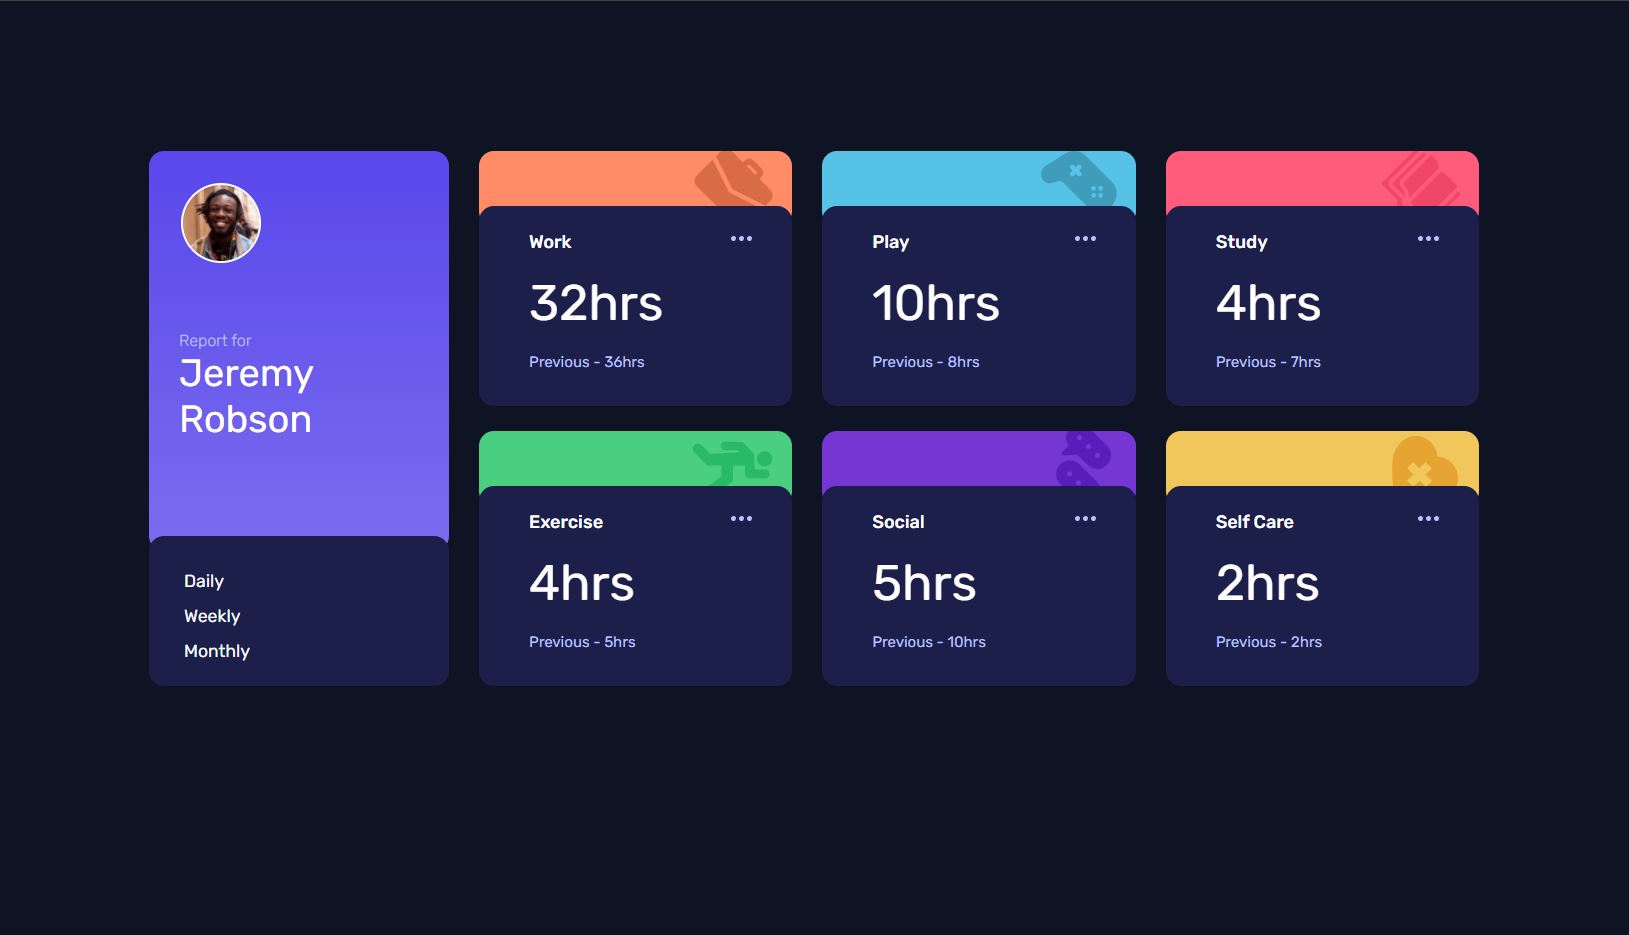 Report for
Jeremy
Robson
Daily
Weekly
Monthly
Work
32hrs
Previous - 36hrs
Play
10hrs
Previous - 8hrs
Study
4hrs
Previous - 7hrs
Exercise
4hrs
Previous - 5hrs
Social
5hrs
Previous - 10hrs
Self Care
2hrs
Previous - 2hrs